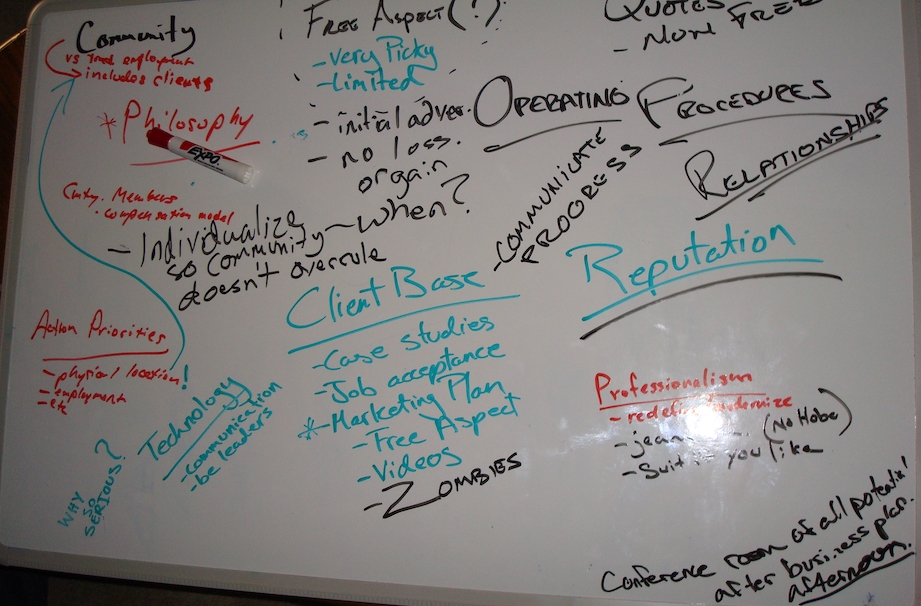 Community
vs trad employment
includes clients
* Philosophy
EXPO
Cmty. Members
· compensation model
- Individualize
so community
doesn't overrule
~ When?
Free Aspect (?)
- Very Picky
- Limited
- initial adver.
- no loss.
orgain
Quotes
- More Free
Operating Procedures
- Communicate
Progress
Relationships
Reputation
Client Base
- Case studies
- Job acceptance
* - Marketing Plan
- Free Aspect
- Videos
- Zombies
Action Priorities
- physical location!
- employment
- etc
Technology
- communication
- be leaders
Why
so
serious?
Professionalism
- redefine/modernize
- jean (No Hobo)
- Suit if you like
Conference room of all potential
after business plan.
afternoon.